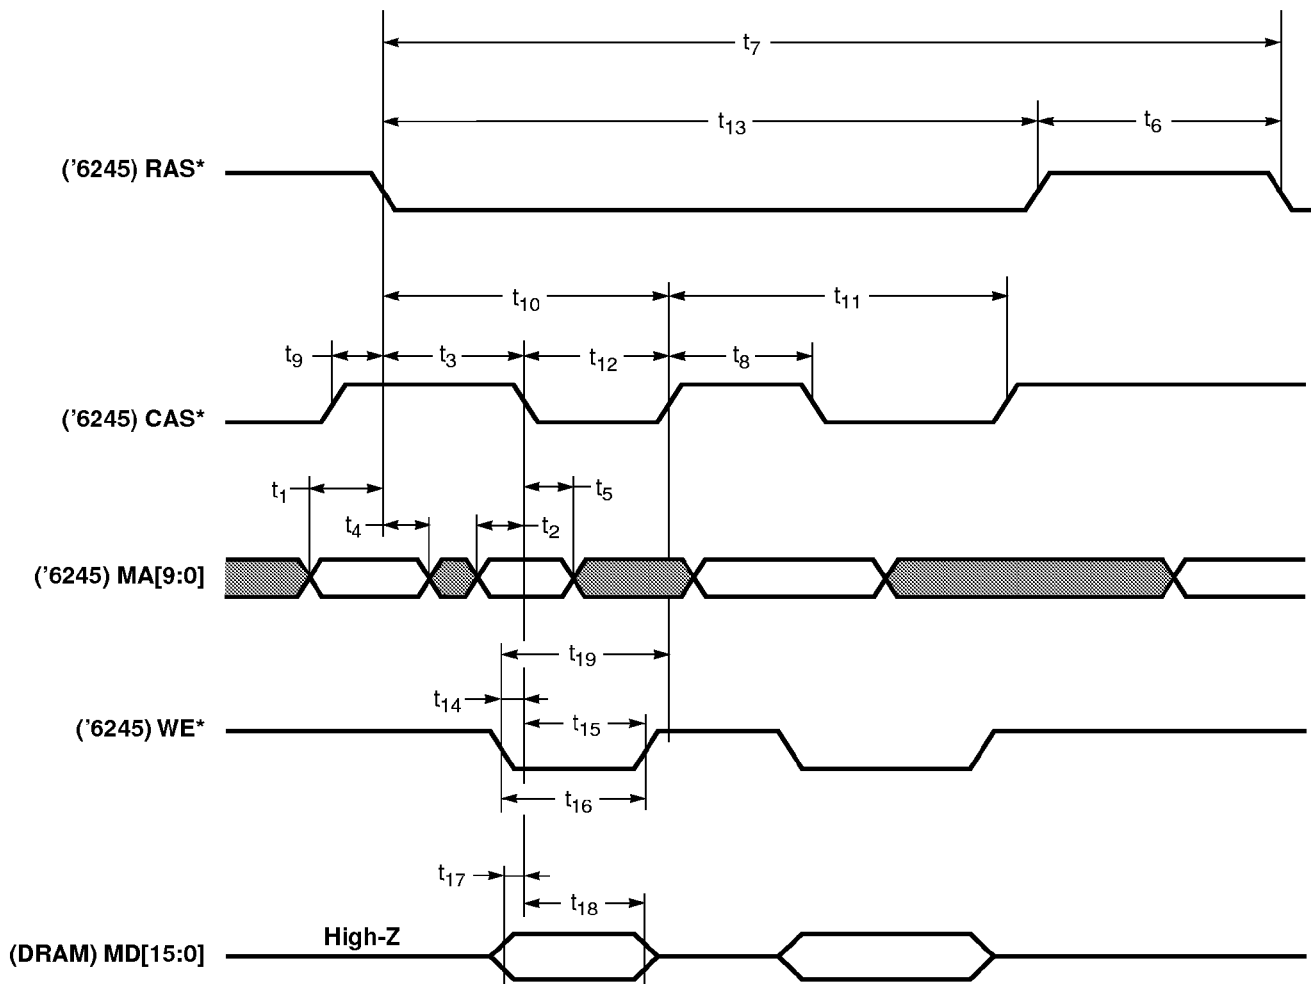 t7
t13
t6
('6245) RAS*
t10
t11
t9
t3
t12
t8
('6245) CAS*
t1
t5
t4
t2
('6245) MA[9:0]
t19
t14
t15
('6245) WE*
t16
t17
t18
High-Z
(DRAM) MD[15:0]